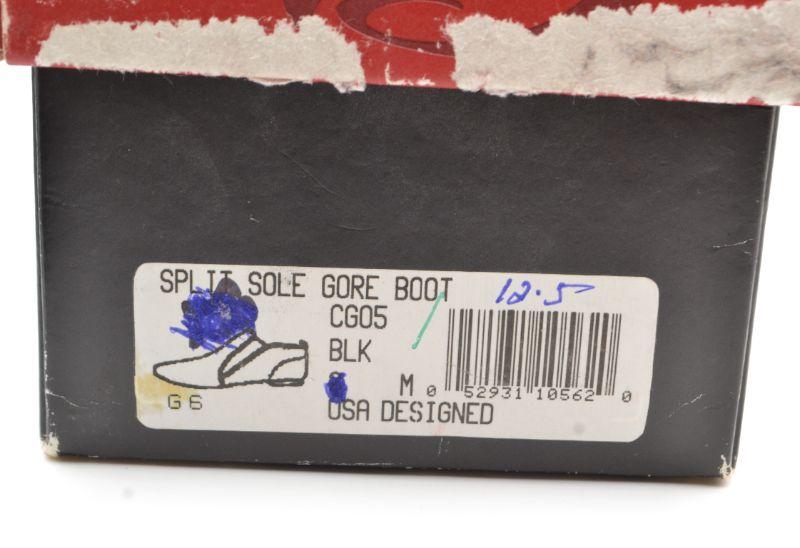 SPLIT SOLE GORE BOOT 12.5
CG05
BLK
M
G6
USA DESIGNED
0 52931 10562 0